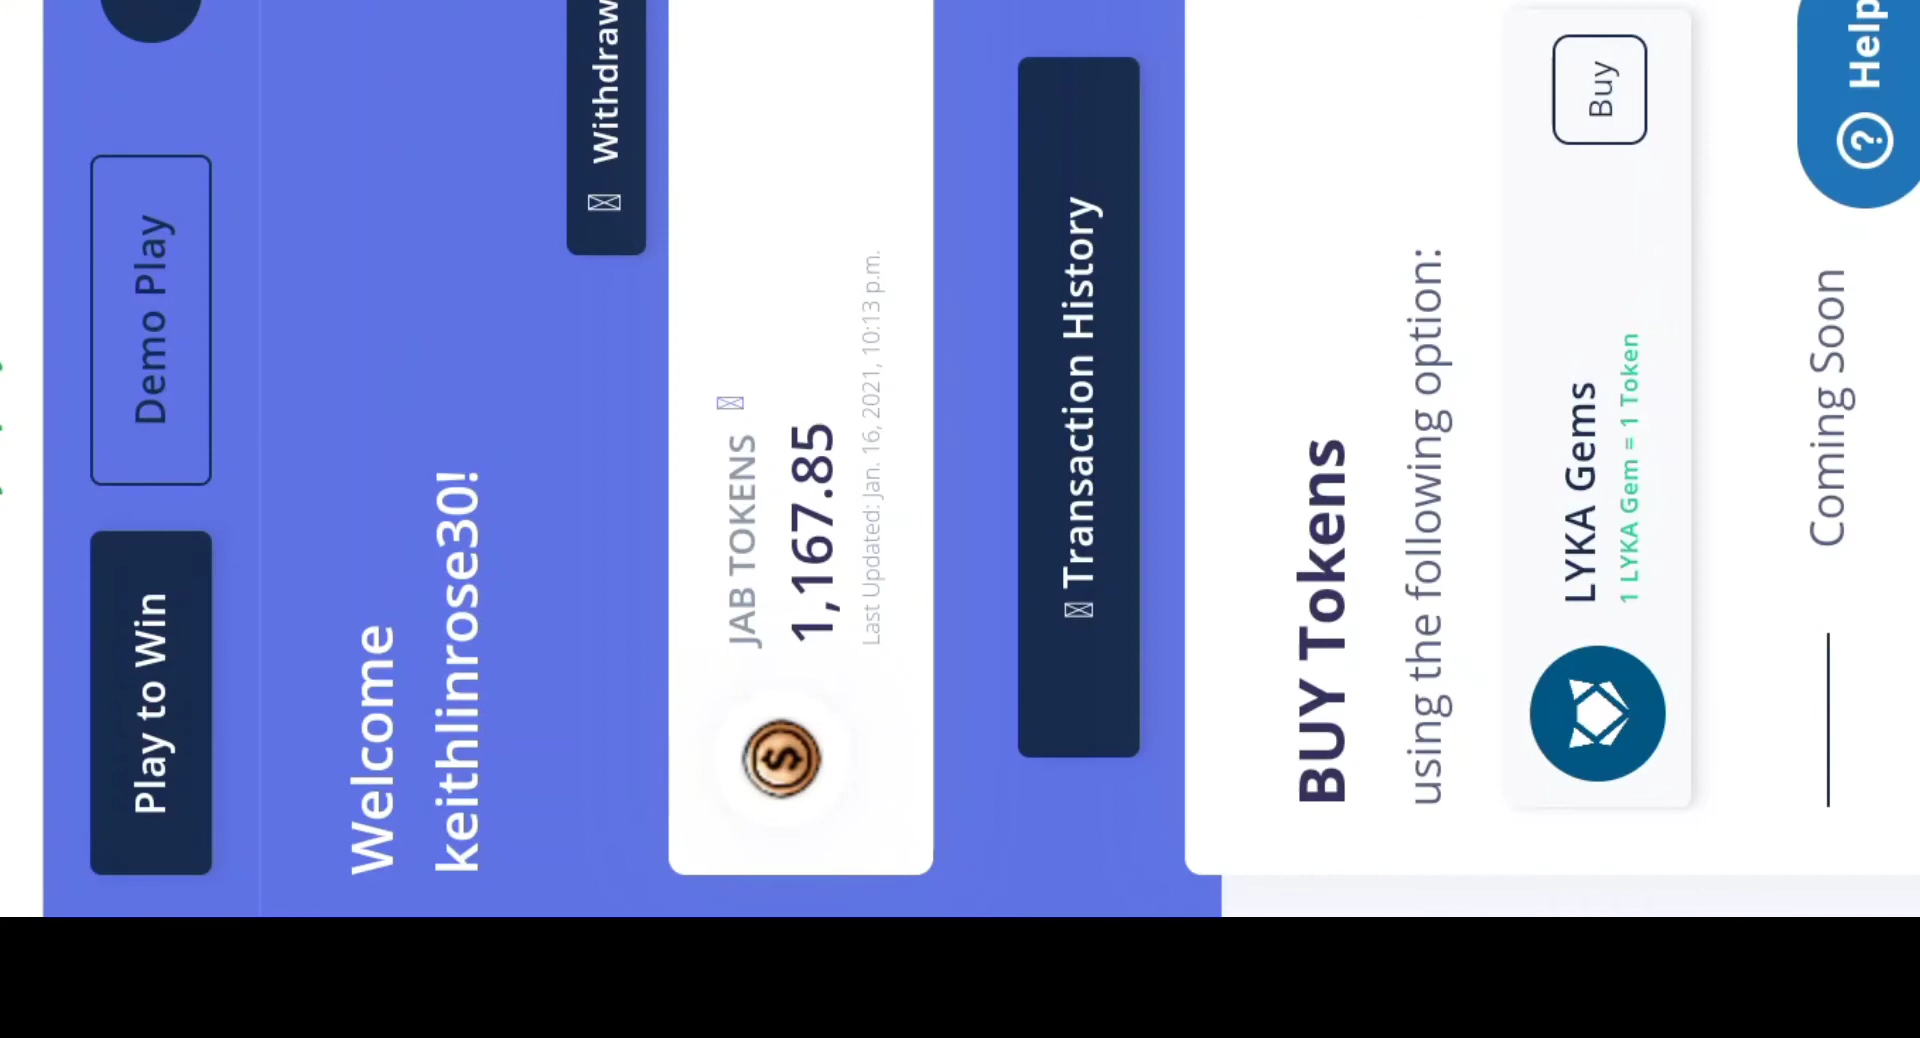 Play to Win
Demo Play
Welcome
keithlinrose30!
Withdraw
JAB TOKENS
1,167.85
Last Updated: Jan. 16, 2021, 10:13 p.m.
Transaction History
BUY Tokens
using the following option:
LYKA Gems
1 LYKA Gem = 1 Token
Buy
Coming Soon
Help